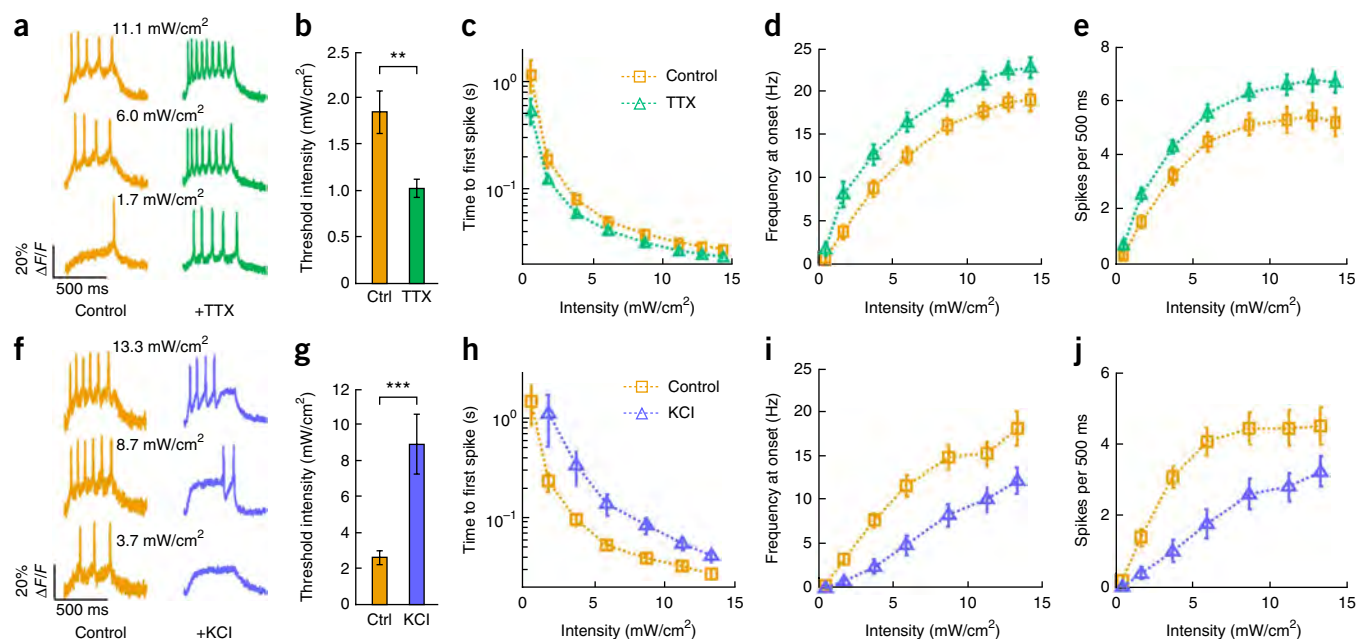 a
11.1 mW/cm²
6.0 mW/cm²
1.7 mW/cm²
20%
ΔF/F
500 ms
Control
+TTX
b
Threshold intensity (mW/cm²)
2.5
2.0
1.5
1.0
0.5
0
**
Ctrl TTX
c
Time to first spike (s)
10⁰
10⁻¹
Control
TTX
0 5 10 15
Intensity (mW/cm²)
d
Frequency at onset (Hz)
25
20
15
10
5
0
0 5 10 15
Intensity (mW/cm²)
e
Spikes per 500 ms
8
6
4
2
0
0 5 10 15
Intensity (mW/cm²)
f
13.3 mW/cm²
8.7 mW/cm²
3.7 mW/cm²
20%
ΔF/F
500 ms
Control
+KCl
g
Threshold intensity (mW/cm²)
12
10
8
6
4
2
0
***
Ctrl KCl
h
Time to first spike (s)
10⁰
10⁻¹
Control
KCl
0 5 10 15
Intensity (mW/cm²)
i
Frequency at onset (Hz)
25
20
15
10
5
0
0 5 10 15
Intensity (mW/cm²)
j
Spikes per 500 ms
6
4
2
0
0 5 10 15
Intensity (mW/cm²)